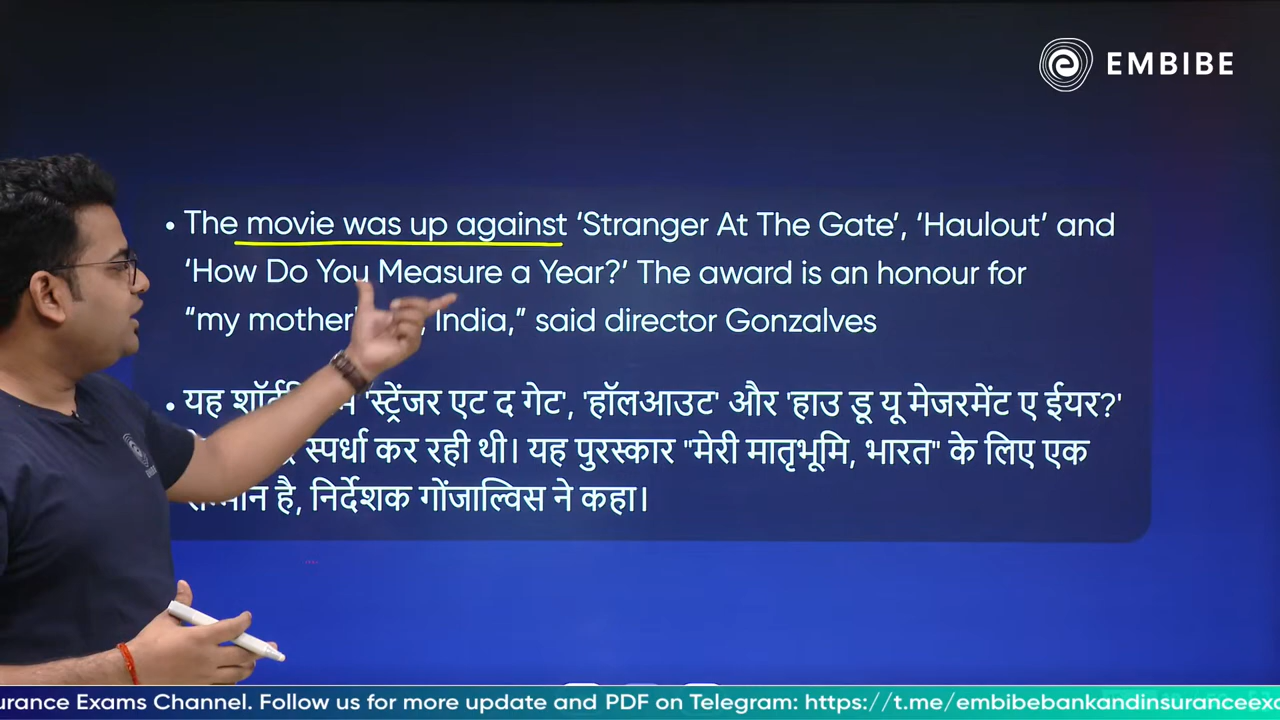 EMBIBE
• The movie was up against ‘Stranger At The Gate’, ‘Haulout’ and
‘How Do You Measure a Year?’ The award is an honour for
“my India,” said director Gonzalves
• यह 'स्ट्रेंजर एट द गेट', 'हॉलआउट' और 'हाउ डू यू मेजरमेंट ए ईयर?'
स्पर्धा कर रही थी। यह पुरस्कार "मेरी मातृभूमि, भारत" के लिए एक
है, निर्देशक गोंजाल्विस ने कहा।
urance Exams Channel. Follow us for more update and PDF on Telegram: https://t.me/embibebankandinsuranceexa